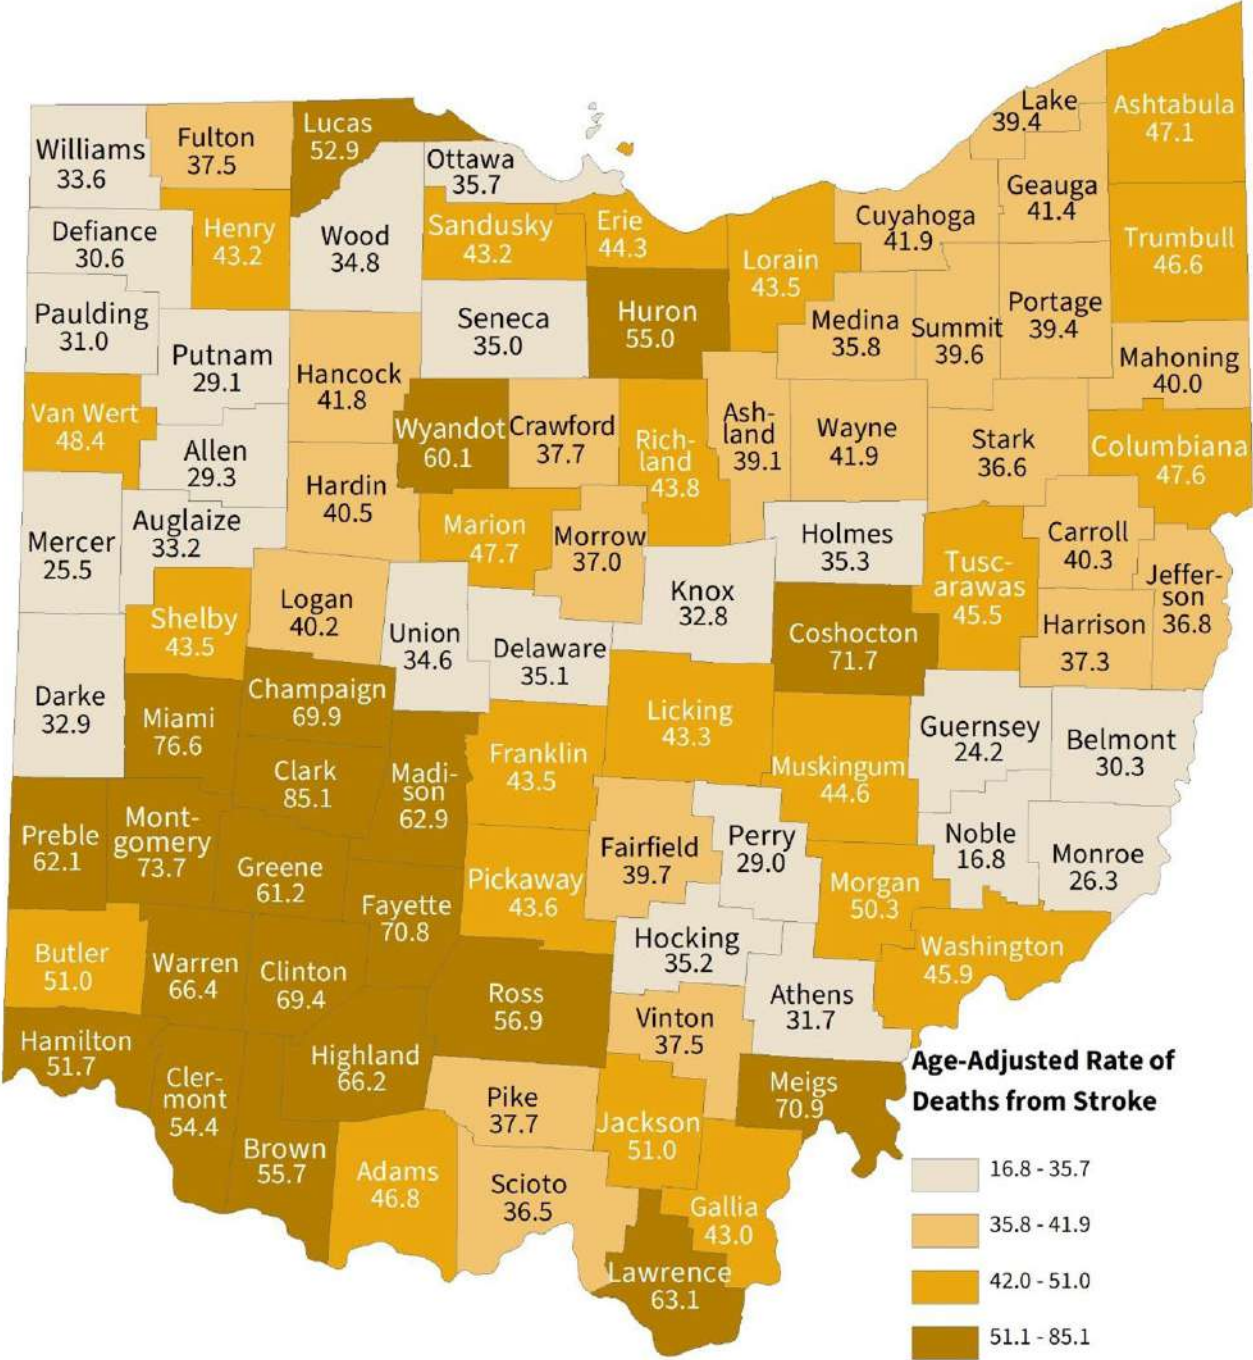 Lake
39.4
Ashtabula
47.1
Williams
33.6
Fulton
37.5
Lucas
52.9
Ottawa
35.7
Geauga
41.4
Defiance
30.6
Henry
43.2
Wood
34.8
Sandusky
43.2
Erie
44.3
Cuyahoga
41.9
Trumbull
46.6
Lorain
43.5
Paulding
31.0
Seneca
35.0
Huron
55.0
Medina
35.8
Summit
39.6
Portage
39.4
Putnam
29.1
Hancock
41.8
Mahoning
40.0
Van Wert
48.4
Allen
29.3
Wyandot
60.1
Crawford
37.7
Rich-
land
43.8
Ash-
land
39.1
Wayne
41.9
Stark
36.6
Columbiana
47.6
Hardin
40.5
Mercer
25.5
Auglaize
33.2
Marion
47.7
Morrow
37.0
Holmes
35.3
Carroll
40.3
Tusc-
arawas
45.5
Jeffer-
son
36.8
Shelby
43.5
Logan
40.2
Union
34.6
Delaware
35.1
Knox
32.8
Coshocton
71.7
Harrison
37.3
Darke
32.9
Miami
76.6
Champaign
69.9
Licking
43.3
Guernsey
24.2
Belmont
30.3
Clark
85.1
Madi-
son
62.9
Franklin
43.5
Muskingum
44.6
Preble
62.1
Mont-
gomery
73.7
Greene
61.2
Fairfield
39.7
Perry
29.0
Noble
16.8
Monroe
26.3
Fayette
70.8
Pickaway
43.6
Morgan
50.3
Butler
51.0
Warren
66.4
Clinton
69.4
Hocking
35.2
Washington
45.9
Ross
56.9
Athens
31.7
Hamilton
51.7
Highland
66.2
Vinton
37.5
Cler-
mont
54.4
Pike
37.7
Jackson
51.0
Meigs
70.9
Brown
55.7
Adams
46.8
Scioto
36.5
Gallia
43.0
Lawrence
63.1
Age-Adjusted Rate of
Deaths from Stroke
16.8 - 35.7
35.8 - 41.9
42.0 - 51.0
51.1 - 85.1